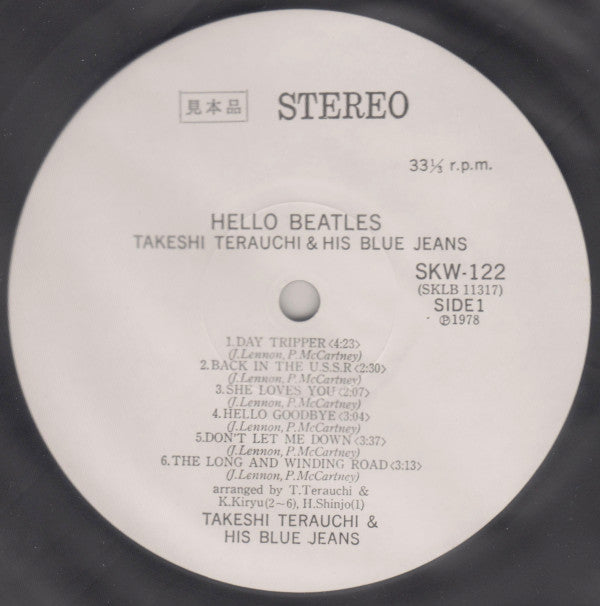 見本品 STEREO
33⅓ r.p.m.
HELLO BEATLES
TAKESHI TERAUCHI & HIS BLUE JEANS
SKW-122
(SKLB 11317)
SIDE1
℗1978
1.DAY TRIPPER<4:23>
(J.Lennon, P.McCartney)
2.BACK IN THE U.S.S.R<2:30>
(J.Lennon, P.McCartney)
3.SHE LOVES YOU<2:07>
(J.Lennon, P.McCartney)
4.HELLO GOODBYE<3:04>
(J.Lennon, P.McCartney)
5.DON'T LET ME DOWN<3:37>
(J.Lennon, P.McCartney)
6.THE LONG AND WINDING ROAD<3:13>
(J.Lennon, P.McCartney)
arranged by T.Terauchi &
K.Kiryu(2~6), H.Shinjo(1)
TAKESHI TERAUCHI &
HIS BLUE JEANS